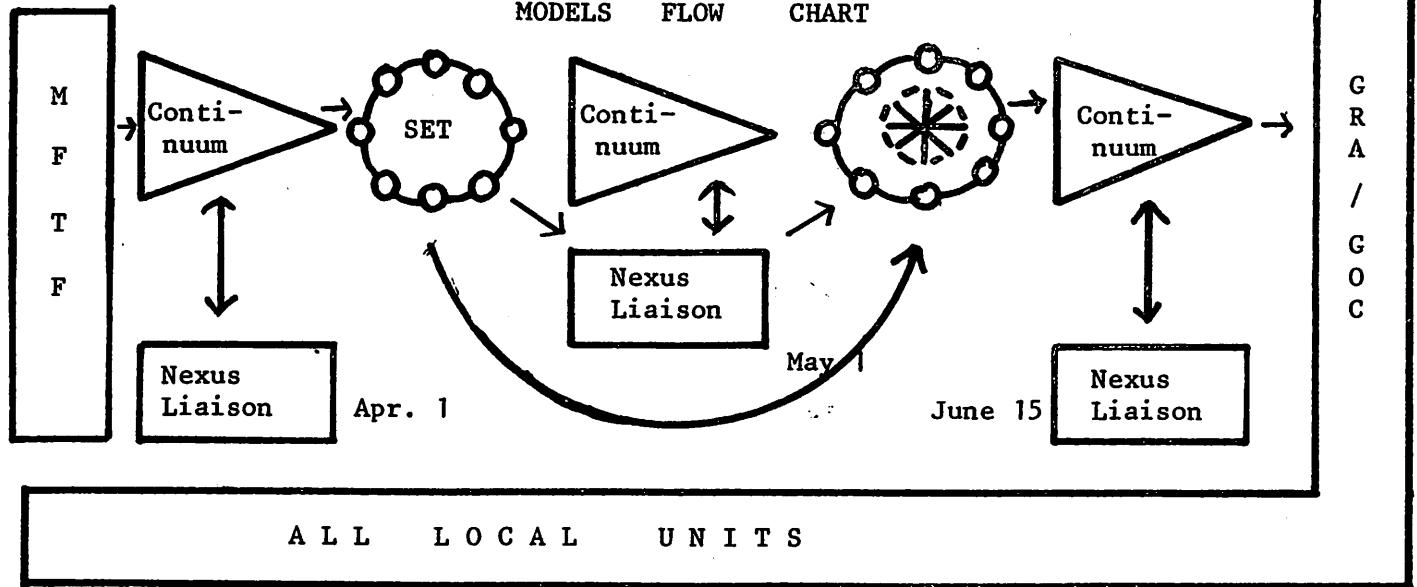 MODELS FLOW CHART
M
F
T
F
Conti-
nuum
SET
Conti-
nuum
Conti-
nuum
G
R
A
/
G
O
C
Nexus
Liaison
Nexus
Liaison
Nexus
Liaison
Apr. 1
May 1
June 15
ALL LOCAL UNITS